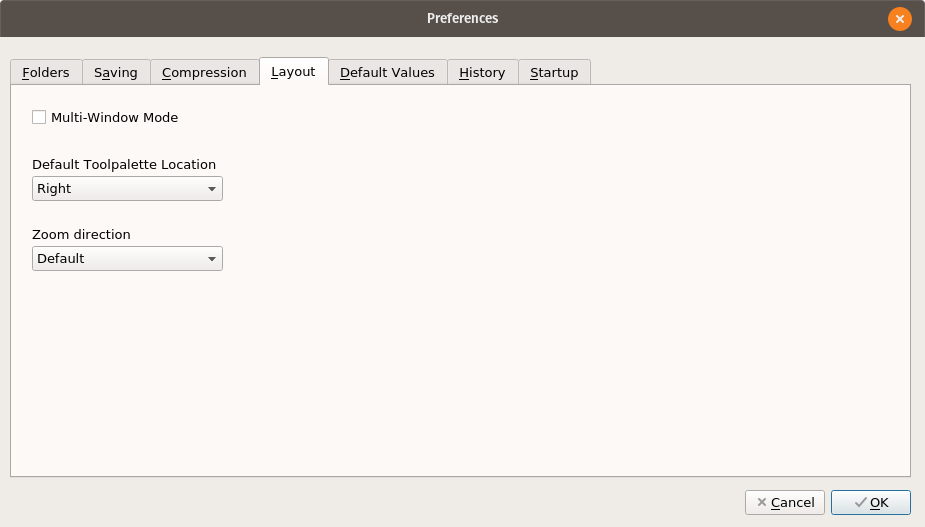 Preferences
Folders Saving Compression Layout Default Values History Startup
Multi-Window Mode
Default Toolpalette Location
Right
Zoom direction
Default
Cancel OK